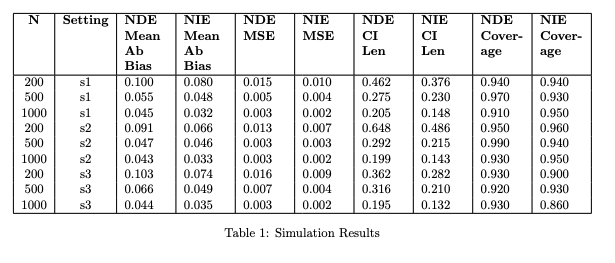 N Setting NDE Mean Ab Bias NIE Mean Ab Bias NDE MSE NIE MSE NDE CI Len NIE CI Len NDE Cover- age NIE Cover- age
200 s1 0.100 0.080 0.015 0.010 0.462 0.376 0.940 0.940
500 s1 0.055 0.048 0.005 0.004 0.275 0.230 0.970 0.930
1000 s1 0.045 0.032 0.003 0.002 0.205 0.148 0.910 0.950
200 s2 0.091 0.066 0.013 0.007 0.648 0.486 0.950 0.960
500 s2 0.047 0.046 0.003 0.003 0.292 0.215 0.990 0.940
1000 s2 0.043 0.033 0.003 0.002 0.199 0.143 0.930 0.950
200 s3 0.103 0.074 0.016 0.009 0.362 0.282 0.930 0.900
500 s3 0.066 0.049 0.007 0.004 0.316 0.210 0.920 0.930
1000 s3 0.044 0.035 0.003 0.002 0.195 0.132 0.930 0.860
Table 1: Simulation Results